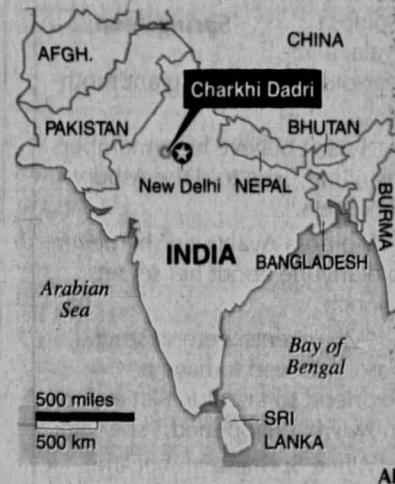 AFGH.
CHINA
Charkhi Dadri
PAKISTAN
BHUTAN
New Delhi
NEPAL
BURMA
INDIA
BANGLADESH
Arabian
Sea
Bay of
Bengal
500 miles
500 km
SRI
LANKA